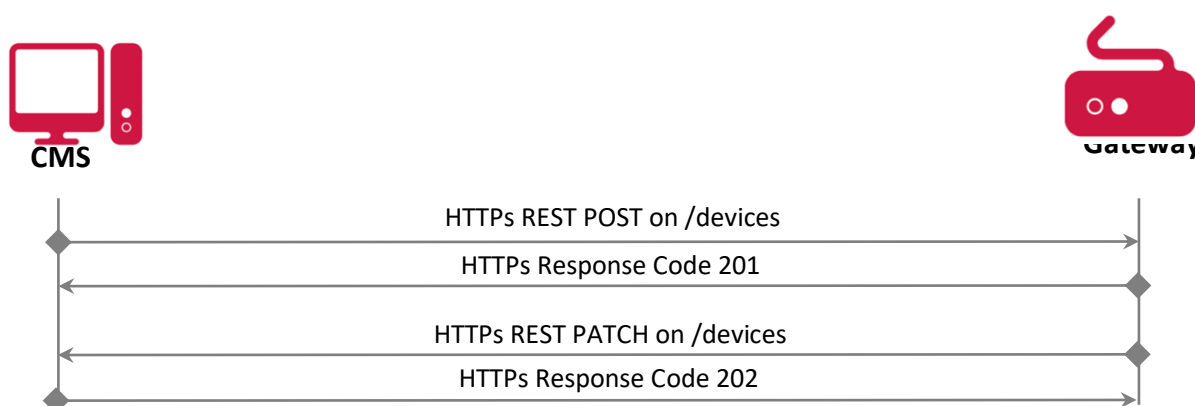 CMS
Gateway
HTTPs REST POST on /devices
HTTPs Response Code 201
HTTPs REST PATCH on /devices
HTTPs Response Code 202